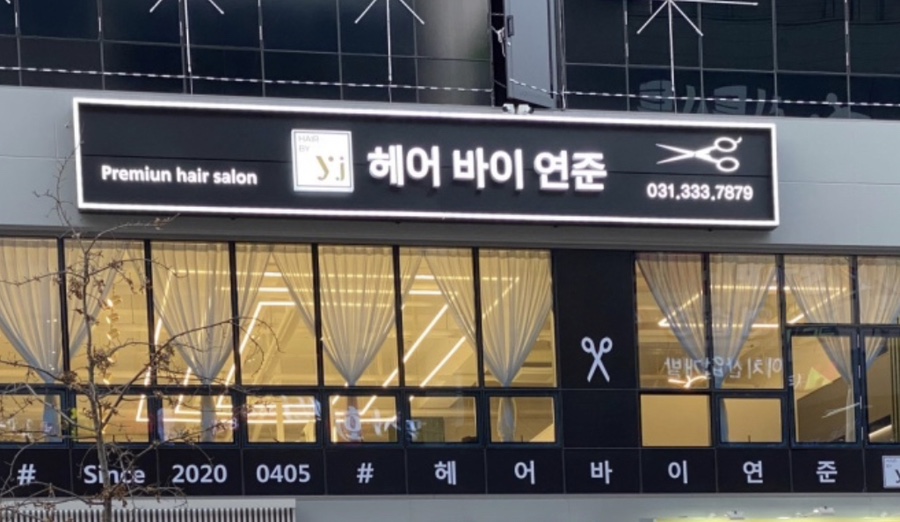 Premiun hair salon
HAIR
BY
y.j
헤어 바이 연준
031.333.7879
# Since 2020 0405 # 헤 어 바 이 연 준